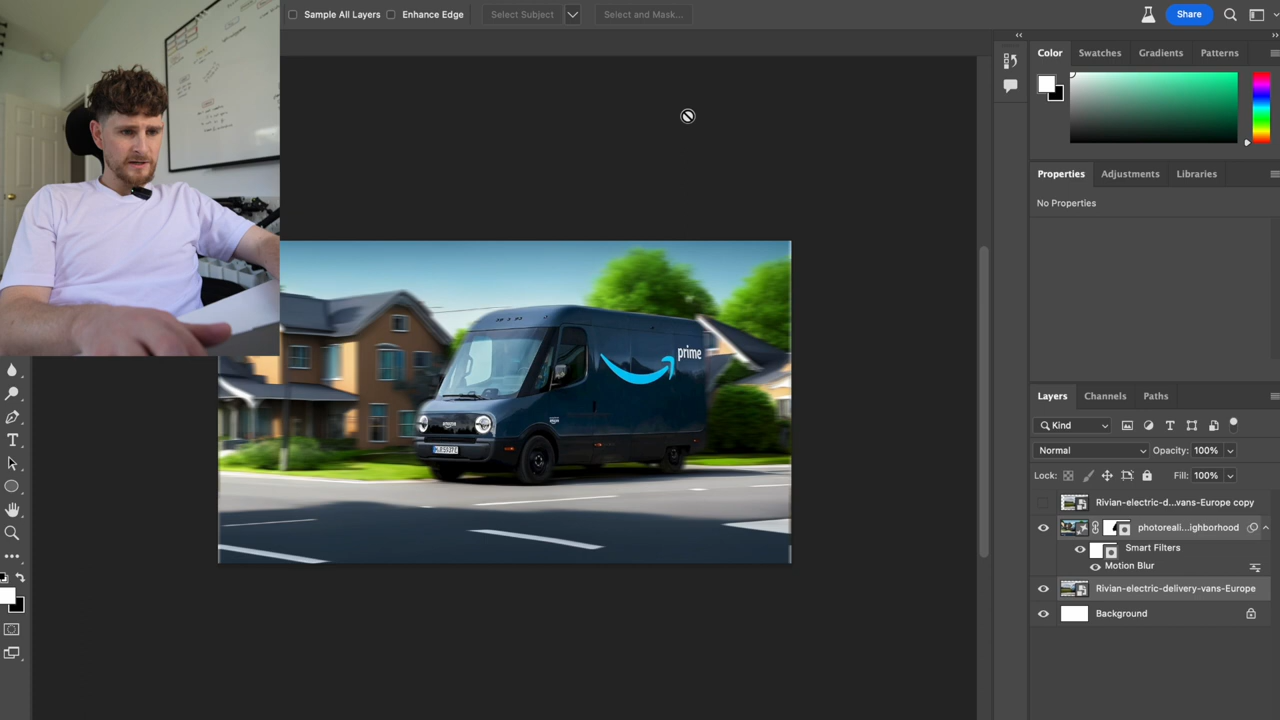 Sample All Layers
Enhance Edge
Select Subject
Select and Mask...
Share
Color
Swatches
Gradients
Patterns
Properties
Adjustments
Libraries
No Properties
prime
amazon
Layers
Channels
Paths
Kind
Normal
Opacity: 100%
Lock:
Fill: 100%
Rivian-electric-d...vans-Europe copy
photoreali...ighborhood
Smart Filters
Motion Blur
Rivian-electric-delivery-vans-Europe
Background